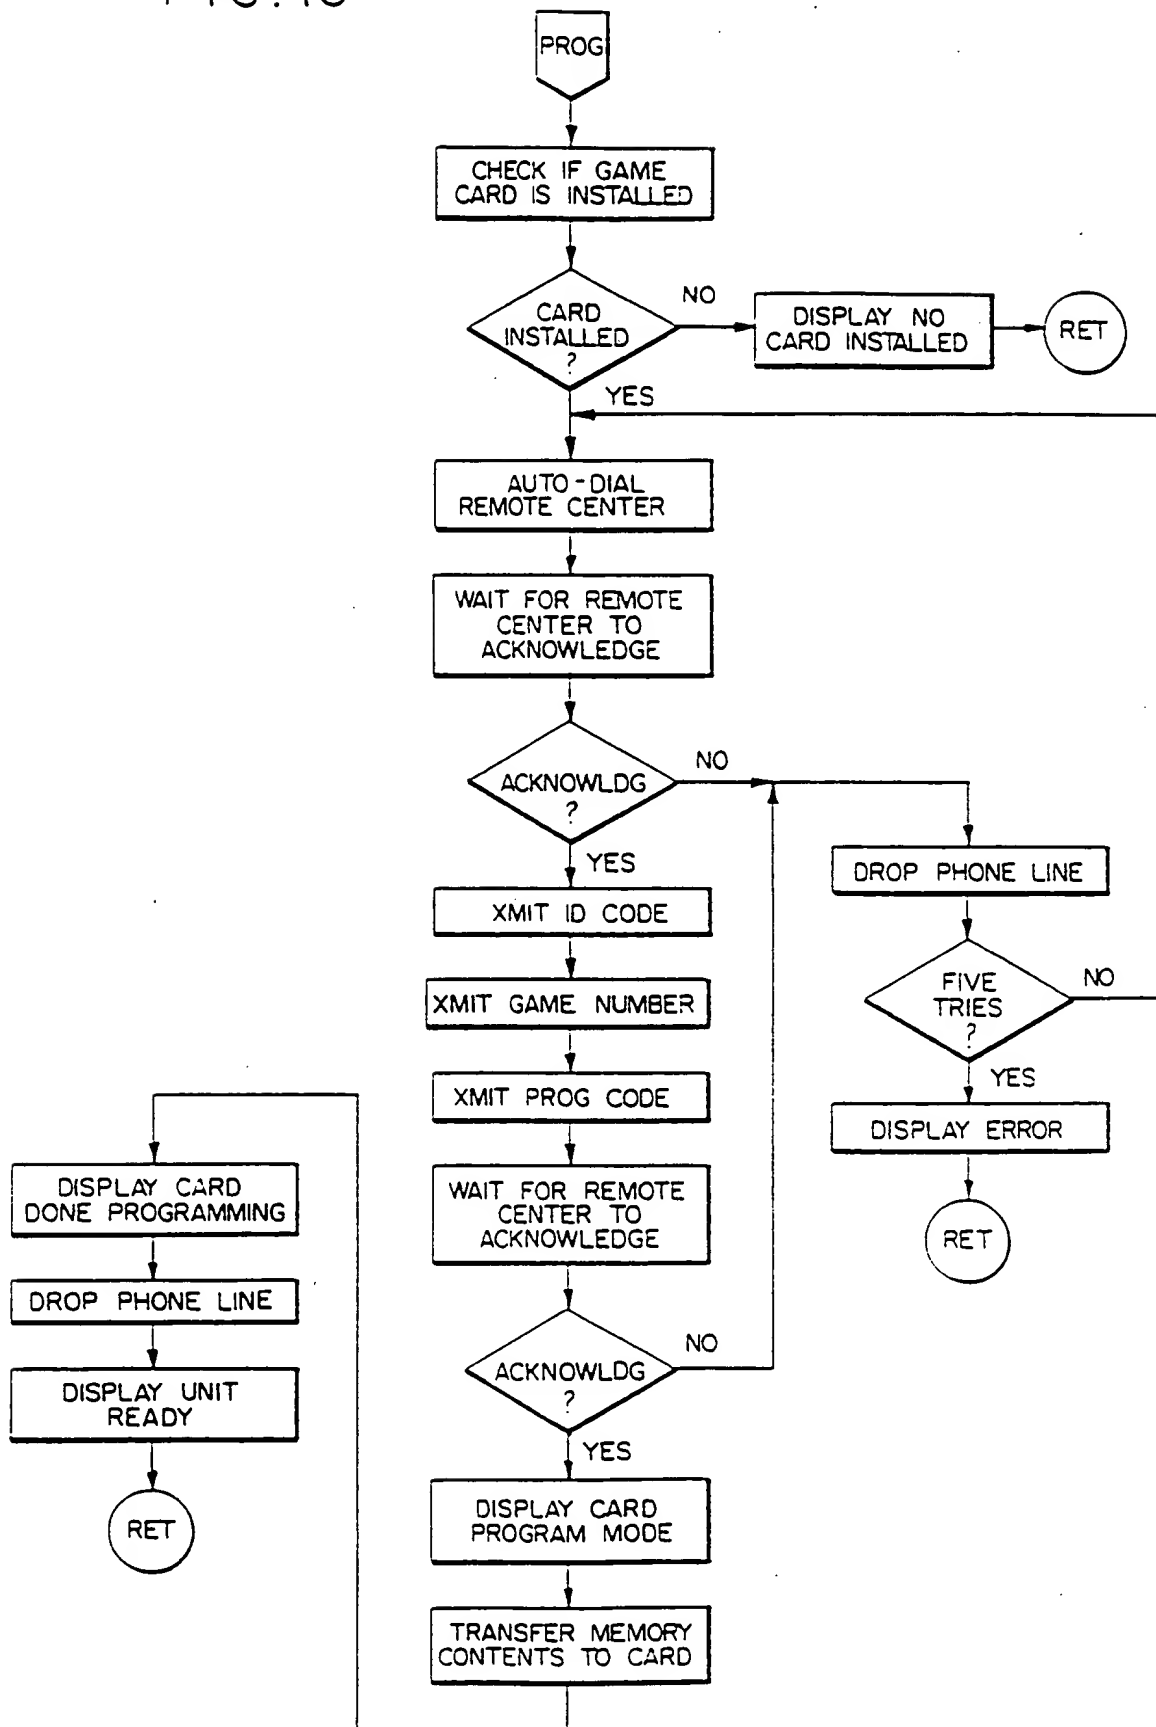 PROG
CHECK IF GAME
CARD IS INSTALLED
CARD
INSTALLED
?
NO
DISPLAY NO
CARD INSTALLED
RET
YES
AUTO-DIAL
REMOTE CENTER
WAIT FOR REMOTE
CENTER TO
ACKNOWLEDGE
ACKNOWLDG
?
NO
YES
DROP PHONE LINE
XMIT ID CODE
FIVE
TRIES
?
NO
XMIT GAME NUMBER
YES
XMIT PROG CODE
DISPLAY ERROR
RET
WAIT FOR REMOTE
CENTER TO
ACKNOWLEDGE
ACKNOWLDG
?
NO
YES
DISPLAY CARD
PROGRAM MODE
TRANSFER MEMORY
CONTENTS TO CARD
DISPLAY CARD
DONE PROGRAMMING
DROP PHONE LINE
DISPLAY UNIT
READY
RET